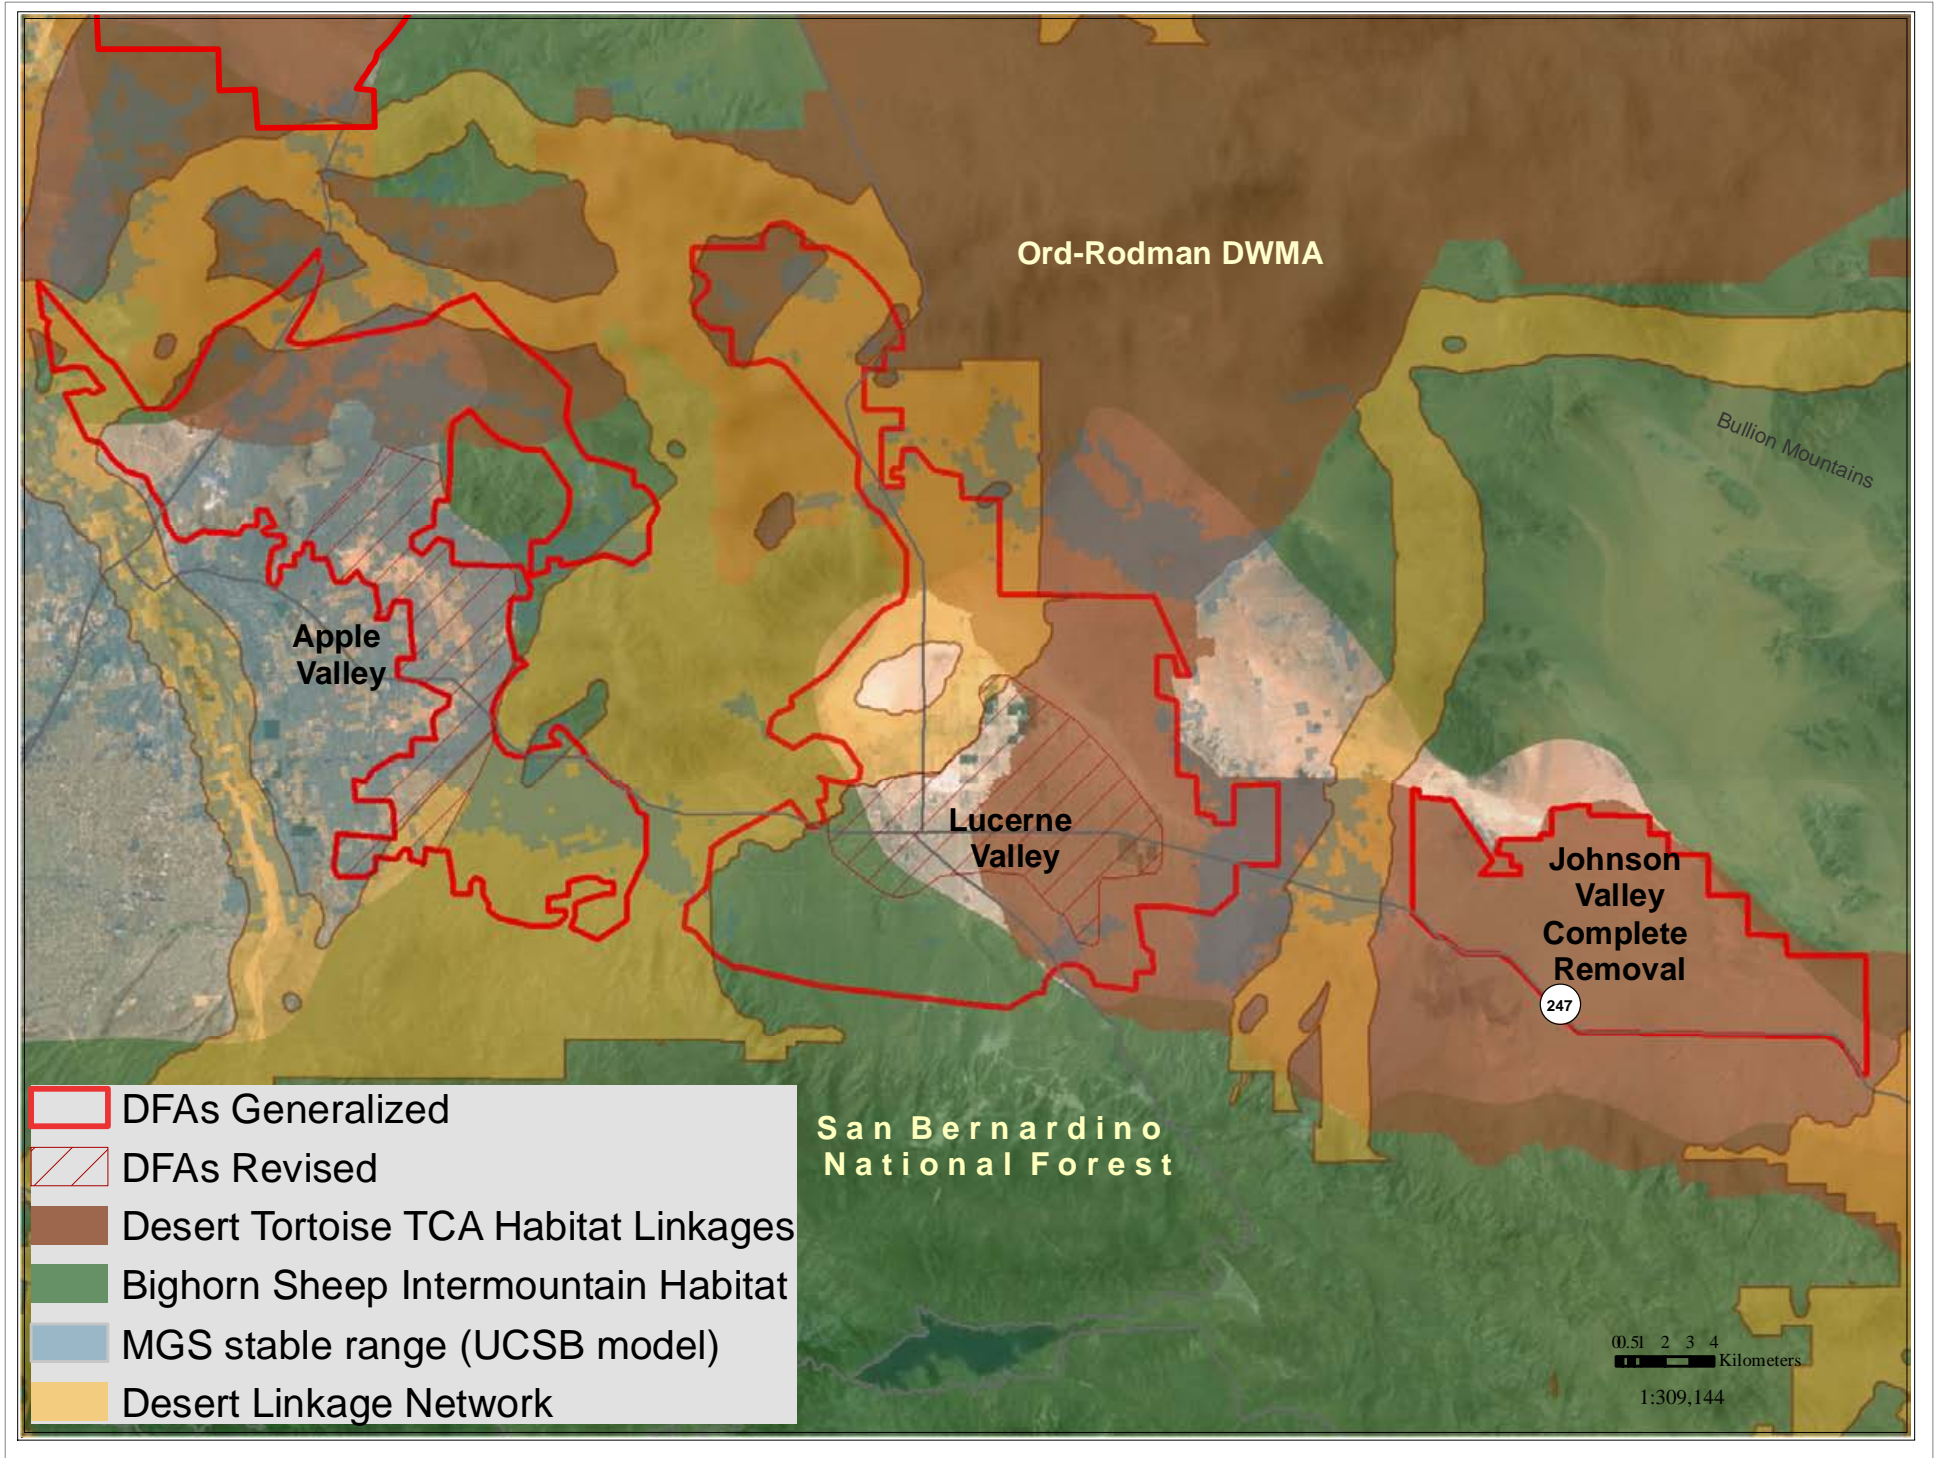 Ord-Rodman DWMA
Bullion Mountains
Apple
Valley
Lucerne
Valley
Johnson
Valley
Complete
Removal
247
San Bernardino
National Forest
DFAs Generalized
DFAs Revised
Desert Tortoise TCA Habitat Linkages
Bighorn Sheep Intermountain Habitat
MGS stable range (UCSB model)
Desert Linkage Network
0 0.5 1 2 3 4
Kilometers
1:309,144